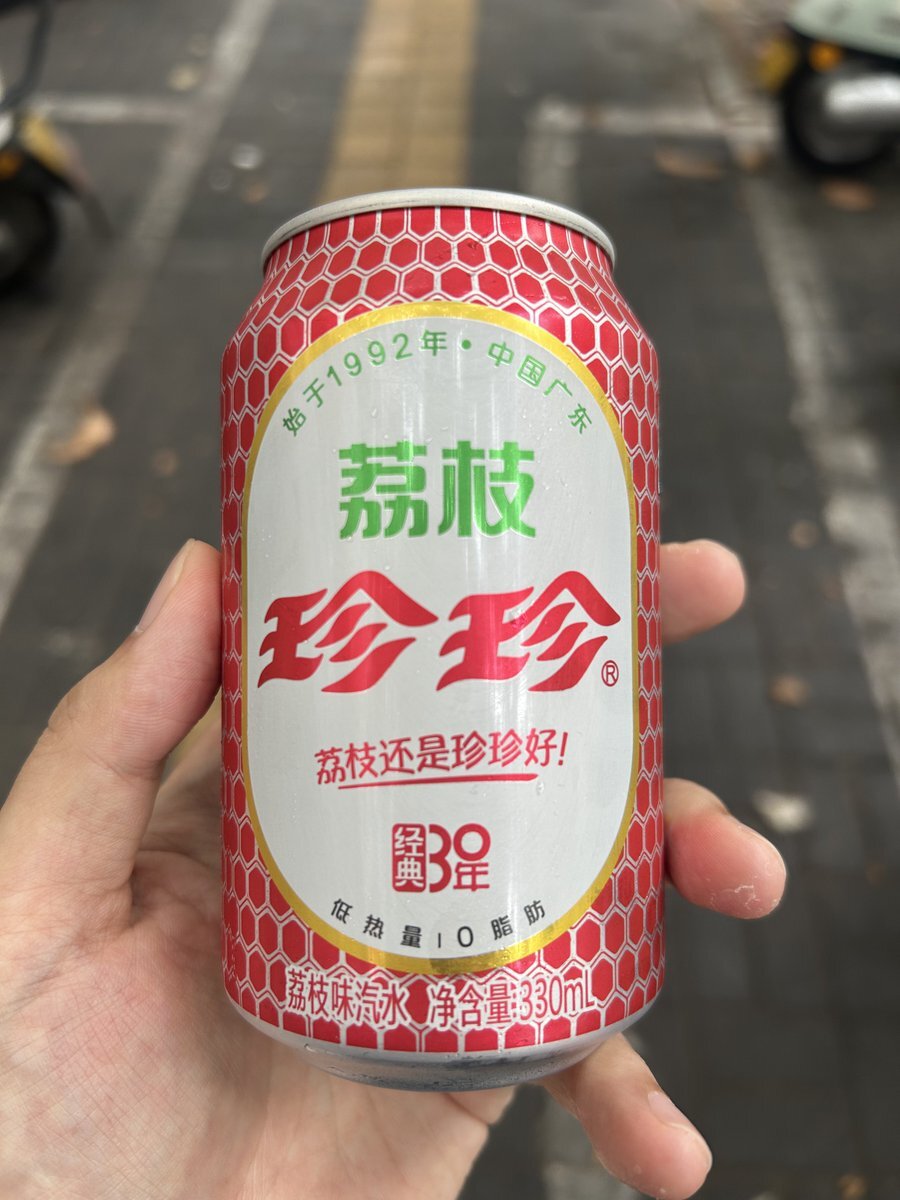 始于1992年·中国广东
荔枝
珍珍®
荔枝还是珍珍好!
经典30年
低热量|0脂肪
荔枝味汽水 净含量:330mL